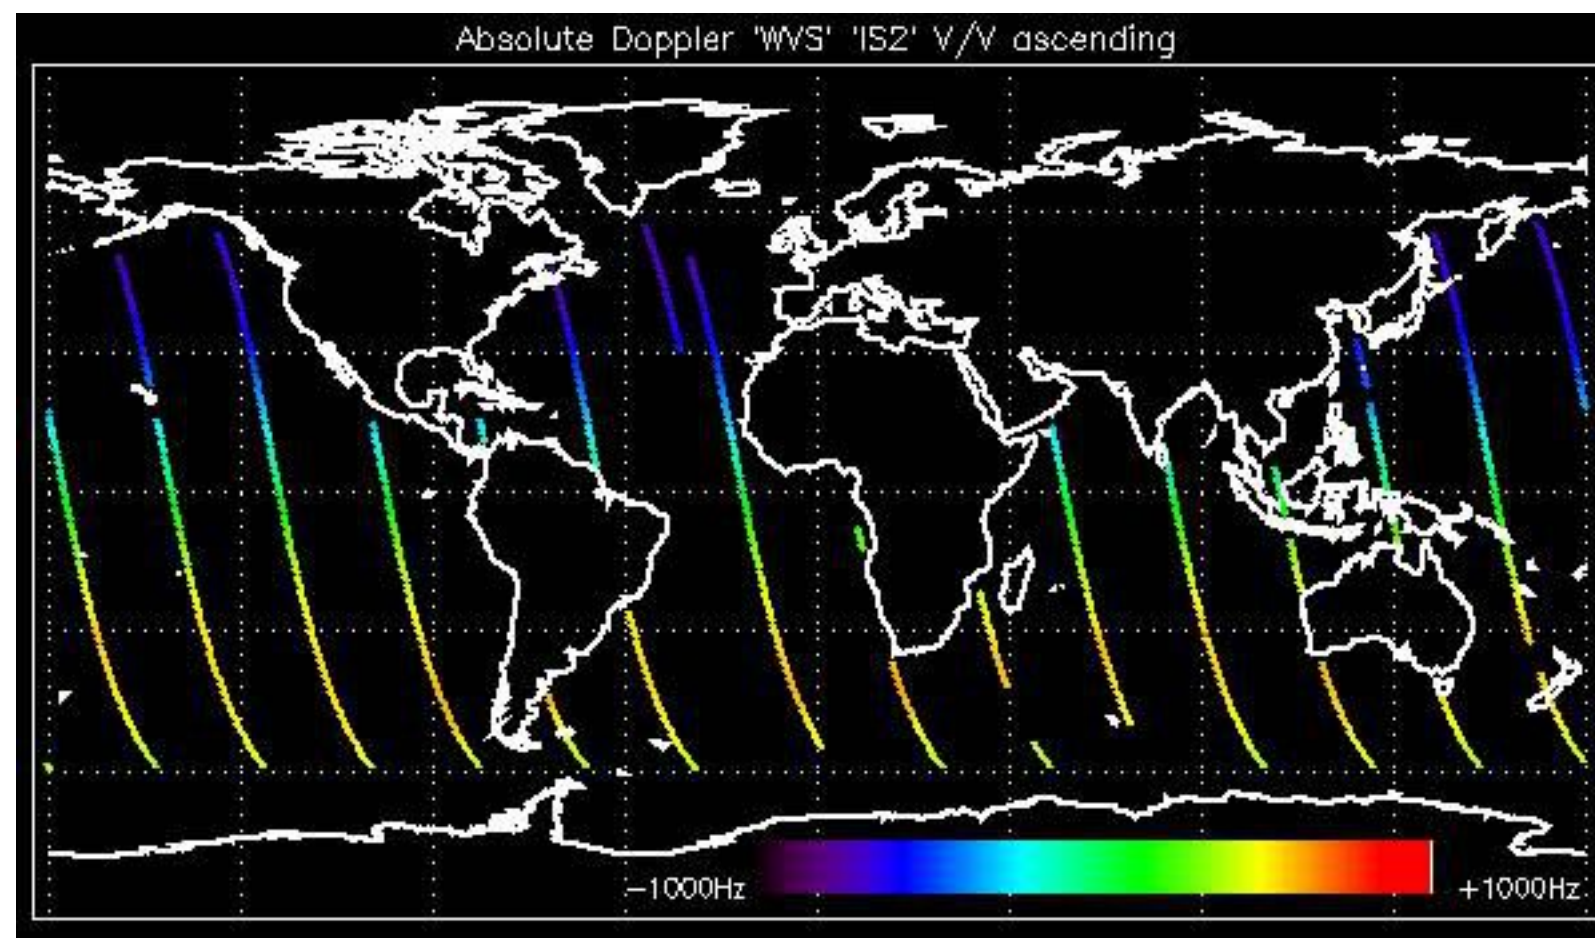 Absolute Doppler 'WVS' 'IS2' V/V ascending
−1000Hz +1000Hz